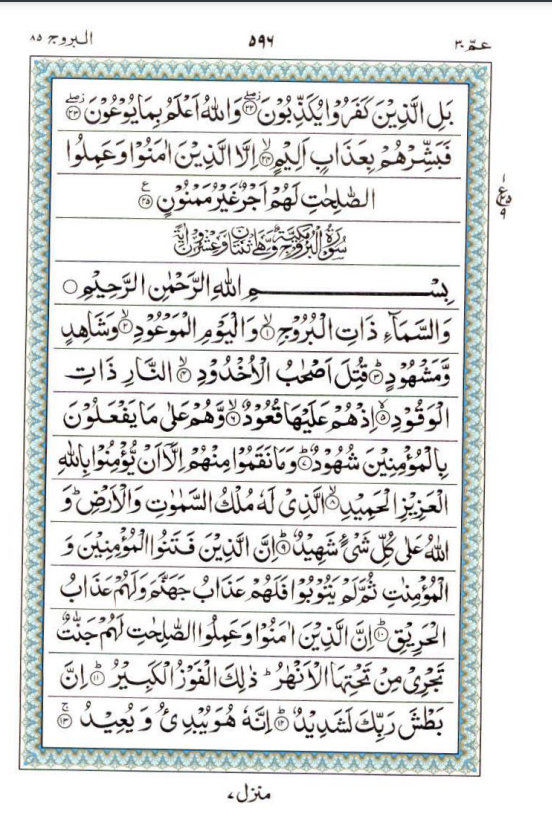 عمّ ٣٠ ٥٩٦ البروج ٨٥
بَلِ الَّذِيْنَ كَفَرُوْا يُكَذِّبُوْنَ ﴿٢٢﴾ وَاللّٰهُ اَعْلَمُ بِمَا يُوْعُوْنَ ﴿٢٣﴾
فَبَشِّرْهُمْ بِعَذَابٍ اَلِيْمٍ ﴿٢٤﴾ اِلَّا الَّذِيْنَ اٰمَنُوْا وَعَمِلُوا
الصّٰلِحٰتِ لَهُمْ اَجْرٌ غَيْرُ مَمْنُوْنٍ ﴿٢٥﴾
سُوْرَةُ الْبُرُوْجِ مَكِّيَّةٌ وَّهِيَ ثِنْتَانِ وَعِشْرُوْنَ اٰيَةً
بِسْمِ اللّٰهِ الرَّحْمٰنِ الرَّحِيْمِ
وَالسَّمَآءِ ذَاتِ الْبُرُوْجِ ﴿١﴾ وَالْيَوْمِ الْمَوْعُوْدِ ﴿٢﴾ وَشَاهِدٍ
وَّمَشْهُوْدٍ ﴿٣﴾ قُتِلَ اَصْحٰبُ الْاُخْدُوْدِ ﴿٤﴾ النَّارِ ذَاتِ
الْوَقُوْدِ ﴿٥﴾ اِذْ هُمْ عَلَيْهَا قُعُوْدٌ ﴿٦﴾ وَّهُمْ عَلٰى مَا يَفْعَلُوْنَ
بِالْمُؤْمِنِيْنَ شُهُوْدٌ ﴿٧﴾ وَمَا نَقَمُوْا مِنْهُمْ اِلَّآ اَنْ يُّؤْمِنُوْا بِاللّٰهِ
الْعَزِيْزِ الْحَمِيْدِ ﴿٨﴾ الَّذِيْ لَهٗ مُلْكُ السَّمٰوٰتِ وَالْاَرْضِ ؕ وَ
اللّٰهُ عَلٰى كُلِّ شَيْءٍ شَهِيْدٌ ﴿٩﴾ اِنَّ الَّذِيْنَ فَتَنُوا الْمُؤْمِنِيْنَ وَ
الْمُؤْمِنٰتِ ثُمَّ لَمْ يَتُوْبُوْا فَلَهُمْ عَذَابُ جَهَنَّمَ وَلَهُمْ عَذَابُ
الْحَرِيْقِ ﴿١٠﴾ اِنَّ الَّذِيْنَ اٰمَنُوْا وَعَمِلُوا الصّٰلِحٰتِ لَهُمْ جَنّٰتٌ
تَجْرِيْ مِنْ تَحْتِهَا الْاَنْهٰرُ ؕ ذٰلِكَ الْفَوْزُ الْكَبِيْرُ ﴿١١﴾ اِنَّ
بَطْشَ رَبِّكَ لَشَدِيْدٌ ﴿١٢﴾ اِنَّهٗ هُوَ يُبْدِئُ وَيُعِيْدُ ﴿١٣﴾
منزل ٧
١
ع ٢٥
٩